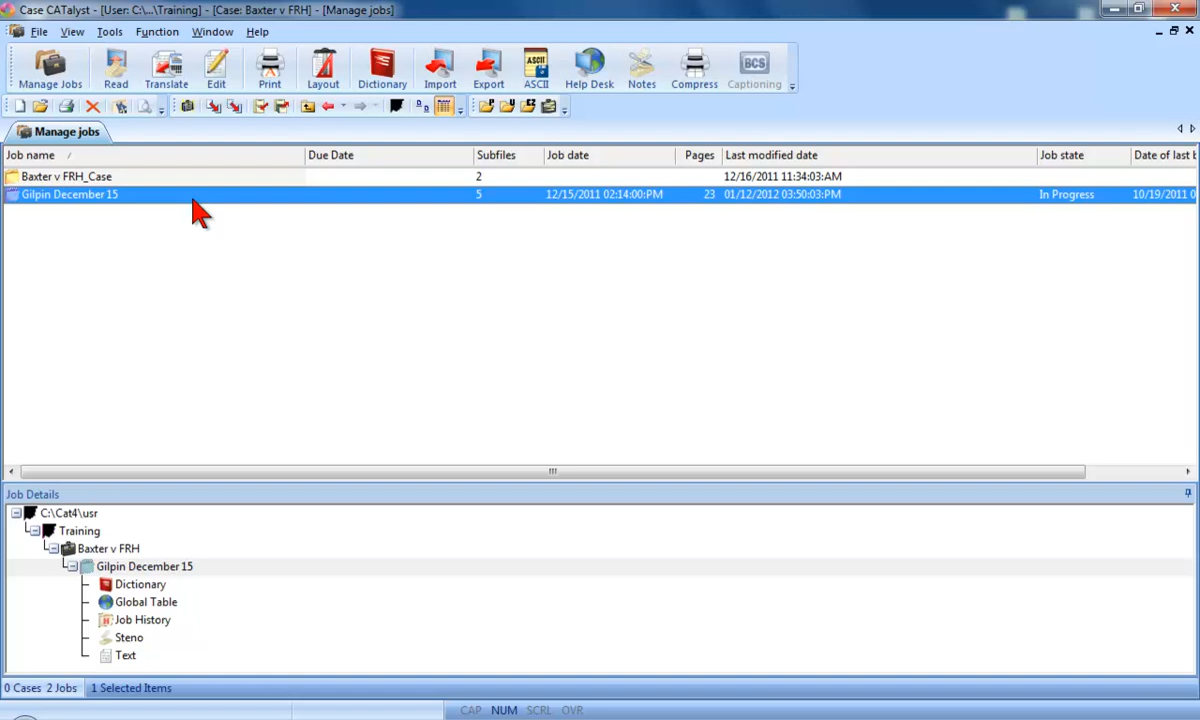 Case CATalyst - [User: C:\...\Training] - [Case: Baxter v FRH] - [Manage jobs]
File View Tools Function Window Help
Manage Jobs Read Translate Edit Print Layout Dictionary Import Export ASCII ASCII Help Desk Notes Compress BCS Captioning
Manage jobs
Job name Due Date Subfiles Job date Pages Last modified date Job state Date of last
Baxter v FRH_Case 2 12/16/2011 11:34:03:AM
Gilpin December 15 5 12/15/2011 02:14:00:PM 23 01/12/2012 03:50:03:PM In Progress 10/19/2011
Job Details
C:\Cat4\usr
Training
Baxter v FRH
Gilpin December 15
Dictionary
Global Table
Job History
Steno
Text
0 Cases 2 Jobs 1 Selected Items
CAP NUM SCRL OVR